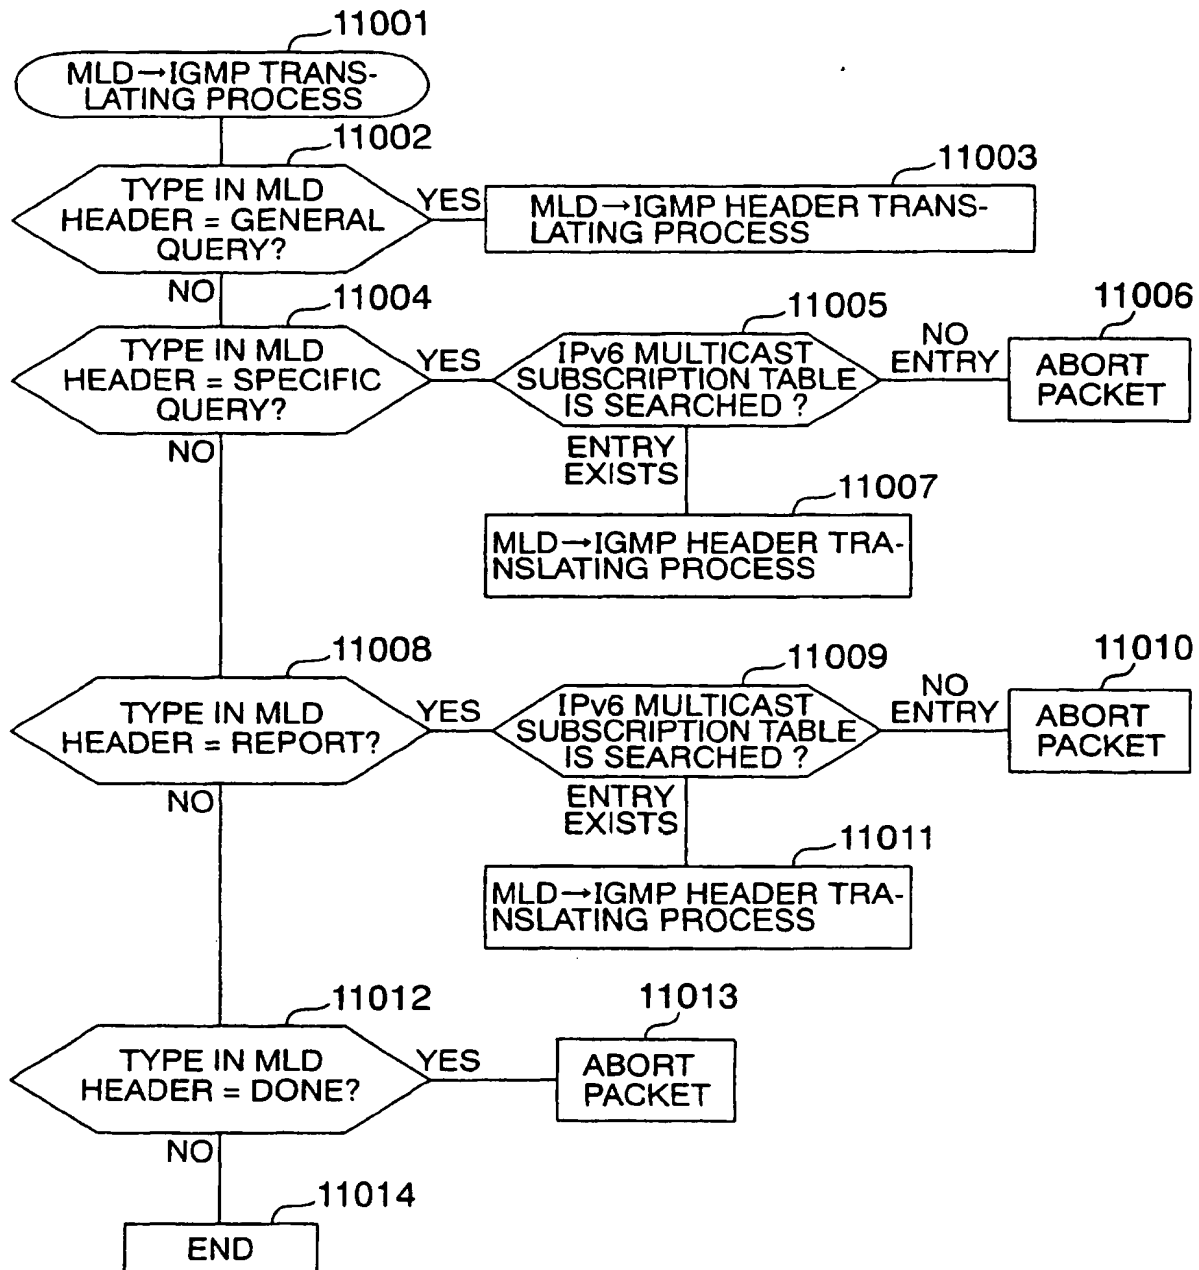 11001
MLD→IGMP TRANS-
LATING PROCESS
11002
TYPE IN MLD
HEADER = GENERAL
QUERY?
YES
11003
MLD→IGMP HEADER TRANS-
LATING PROCESS
NO
11004
TYPE IN MLD
HEADER = SPECIFIC
QUERY?
YES
11005
IPv6 MULTICAST
SUBSCRIPTION TABLE
IS SEARCHED ?
NO
ENTRY
11006
ABORT
PACKET
NO
ENTRY
EXISTS
11007
MLD→IGMP HEADER TRA-
NSLATING PROCESS
11008
TYPE IN MLD
HEADER = REPORT?
YES
11009
IPv6 MULTICAST
SUBSCRIPTION TABLE
IS SEARCHED ?
NO
ENTRY
11010
ABORT
PACKET
NO
ENTRY
EXISTS
11011
MLD→IGMP HEADER TRA-
NSLATING PROCESS
11012
TYPE IN MLD
HEADER = DONE?
YES
11013
ABORT
PACKET
NO
11014
END